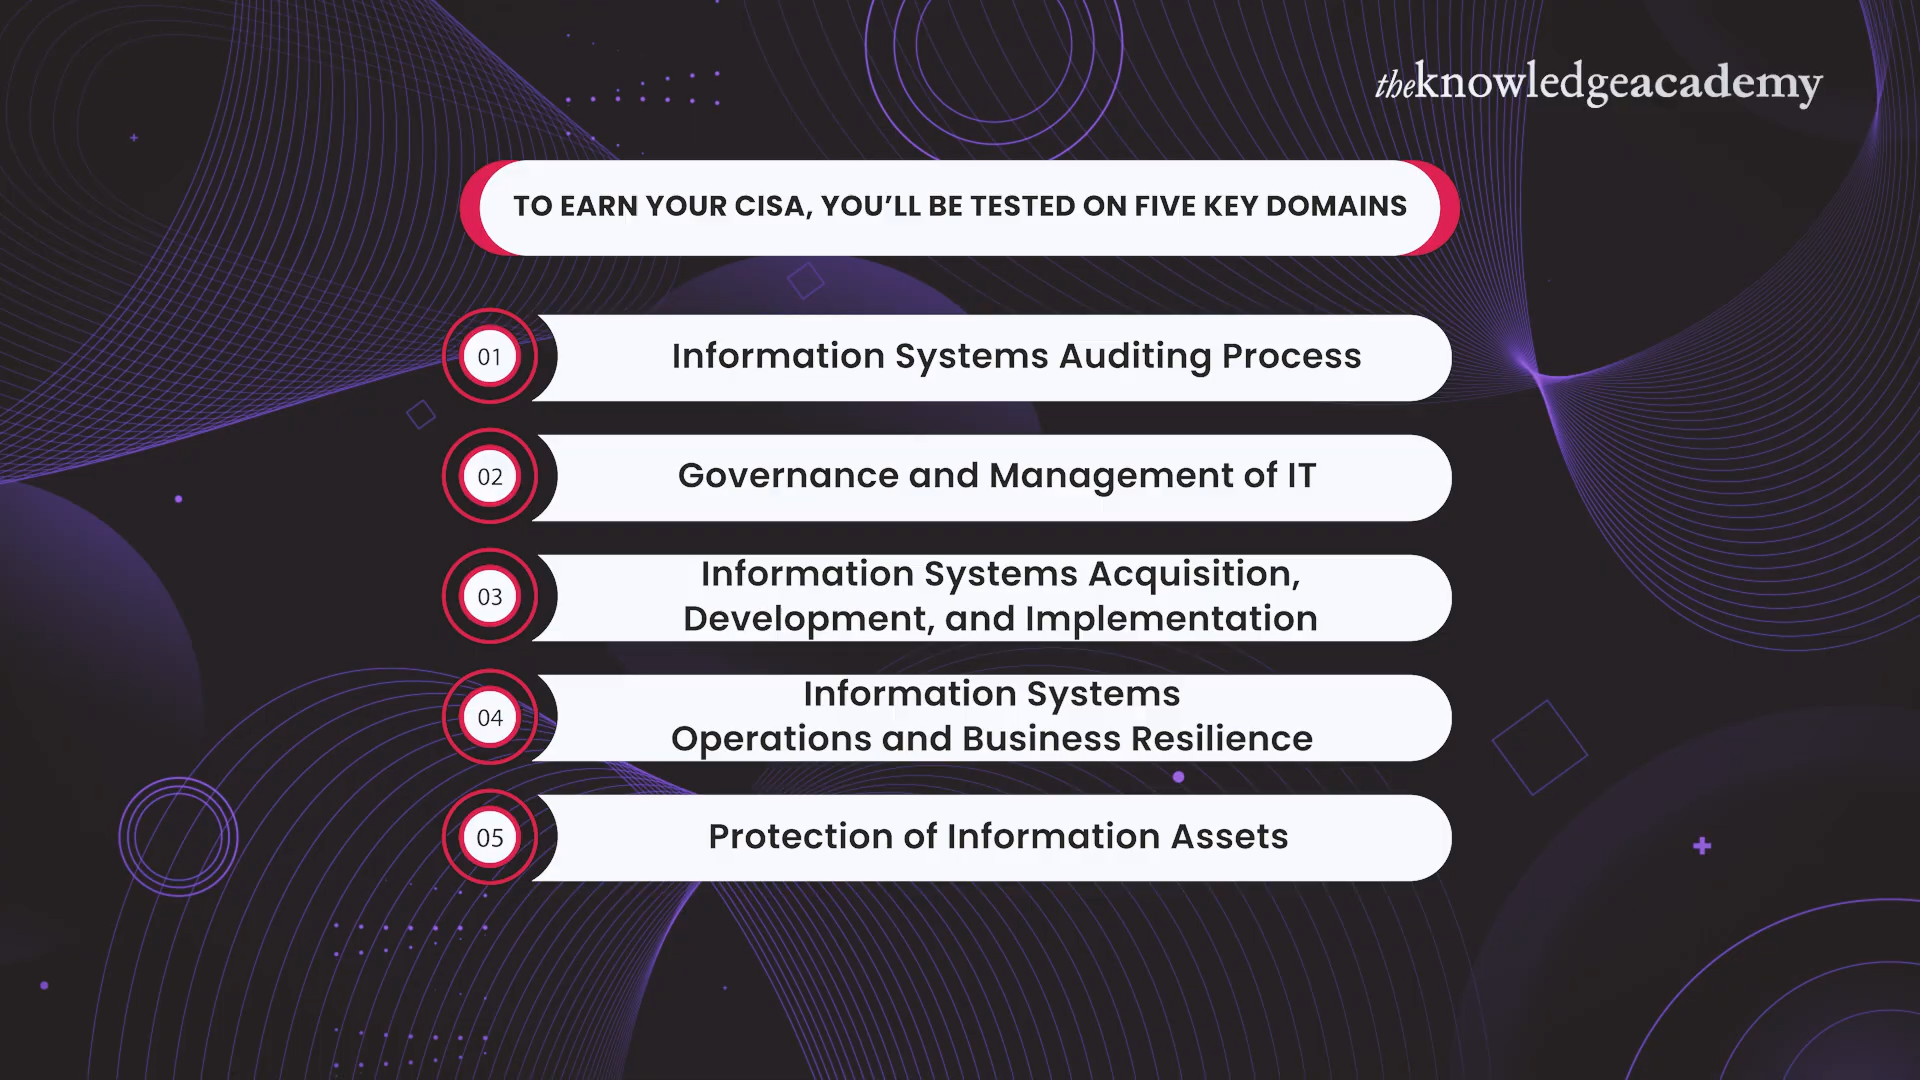 theknowledgeacademy
TO EARN YOUR CISA, YOU’LL BE TESTED ON FIVE KEY DOMAINS
01
Information Systems Auditing Process
02
Governance and Management of IT
03
Information Systems Acquisition,
Development, and Implementation
04
Information Systems
Operations and Business Resilience
05
Protection of Information Assets